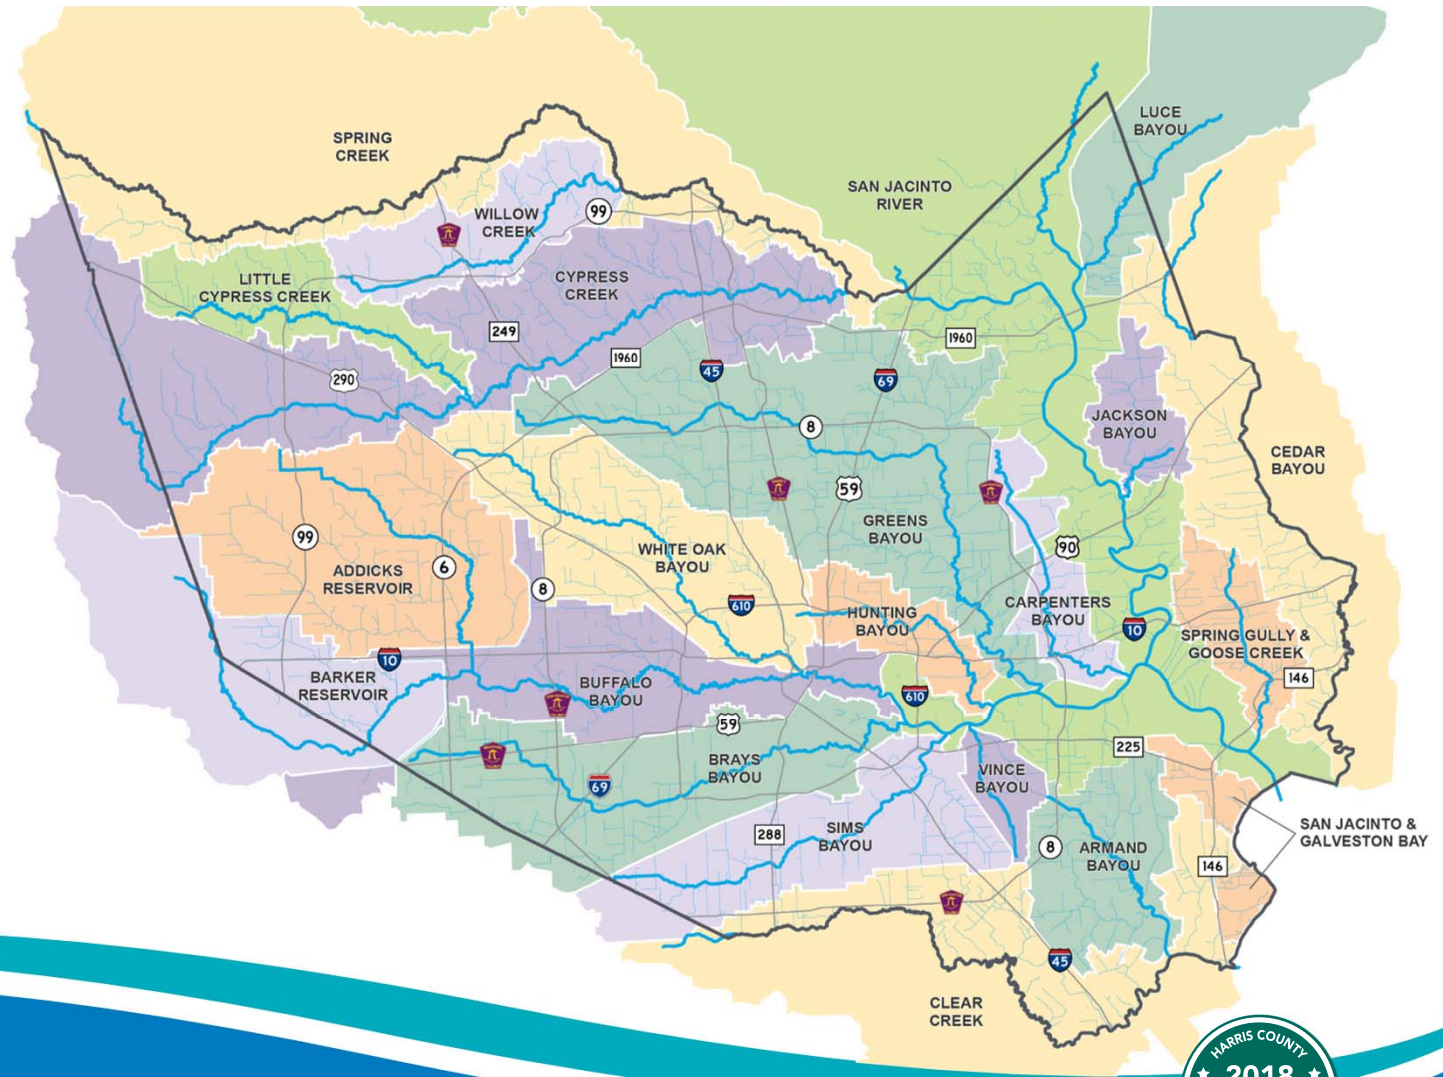 LUCE
BAYOU
SPRING
CREEK
SAN JACINTO
RIVER
WILLOW
CREEK
99
CYPRESS
CREEK
LITTLE
CYPRESS CREEK
249
1960
1960
45
69
290
8
JACKSON
BAYOU
CEDAR
BAYOU
59
GREENS
BAYOU
99
6
WHITE OAK
BAYOU
90
ADDICKS
RESERVOIR
8
610
HUNTING
BAYOU
CARPENTERS
BAYOU
10
SPRING GULLY &
GOOSE CREEK
10
146
BARKER
RESERVOIR
BUFFALO
BAYOU
610
59
225
BRAYS
BAYOU
69
VINCE
BAYOU
288
SIMS
BAYOU
8
ARMAND
BAYOU
SAN JACINTO &
GALVESTON BAY
146
45
CLEAR
CREEK
HARRIS COUNTY
2018